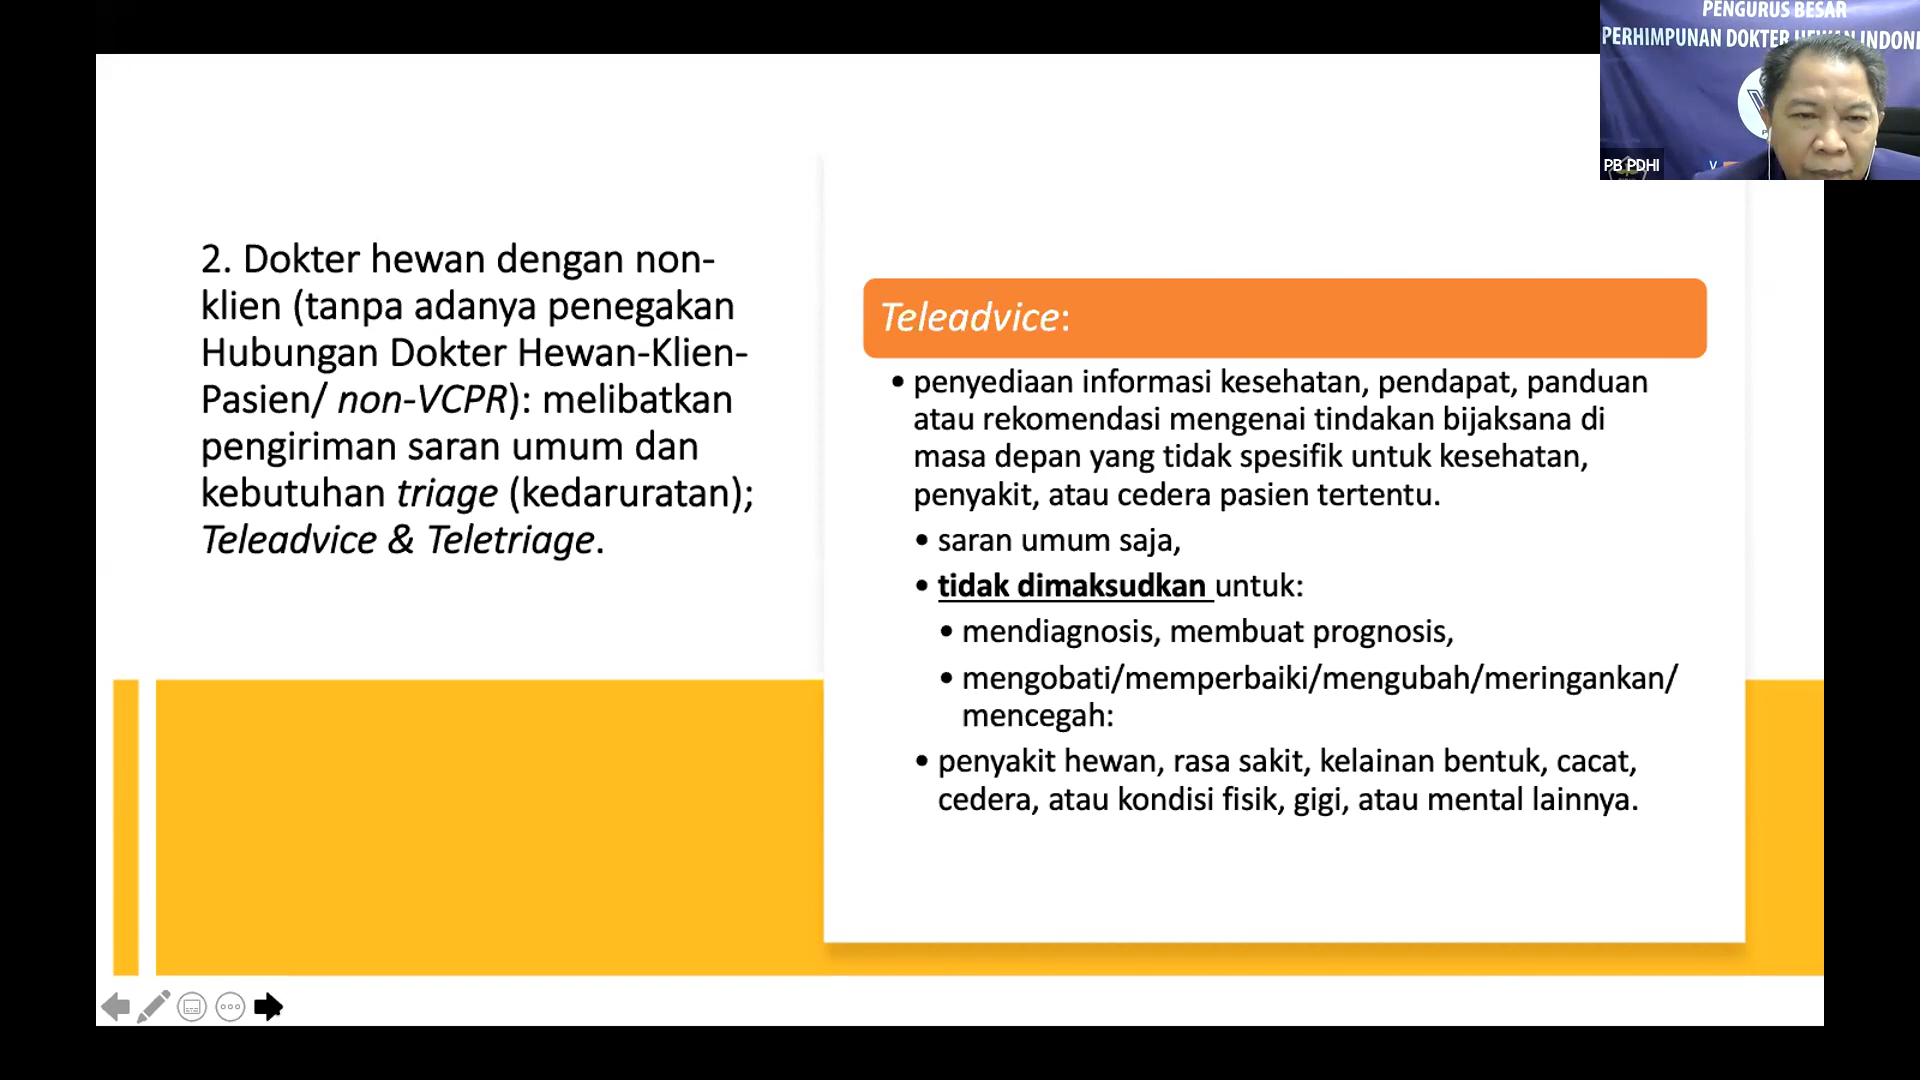 PENGURUS BESAR
PERHIMPUNAN DOKTER HEWAN INDONE
PB PDHI
2. Dokter hewan dengan non-
klien (tanpa adanya penegakan
Hubungan Dokter Hewan-Klien-
Pasien/ non-VCPR): melibatkan
pengiriman saran umum dan
kebutuhan triage (kedaruratan);
Teleadvice & Teletriage.
Teleadvice:
• penyediaan informasi kesehatan, pendapat, panduan
atau rekomendasi mengenai tindakan bijaksana di
masa depan yang tidak spesifik untuk kesehatan,
penyakit, atau cedera pasien tertentu.
• saran umum saja,
• tidak dimaksudkan untuk:
• mendiagnosis, membuat prognosis,
• mengobati/memperbaiki/mengubah/meringankan/
mencegah:
• penyakit hewan, rasa sakit, kelainan bentuk, cacat,
cedera, atau kondisi fisik, gigi, atau mental lainnya.